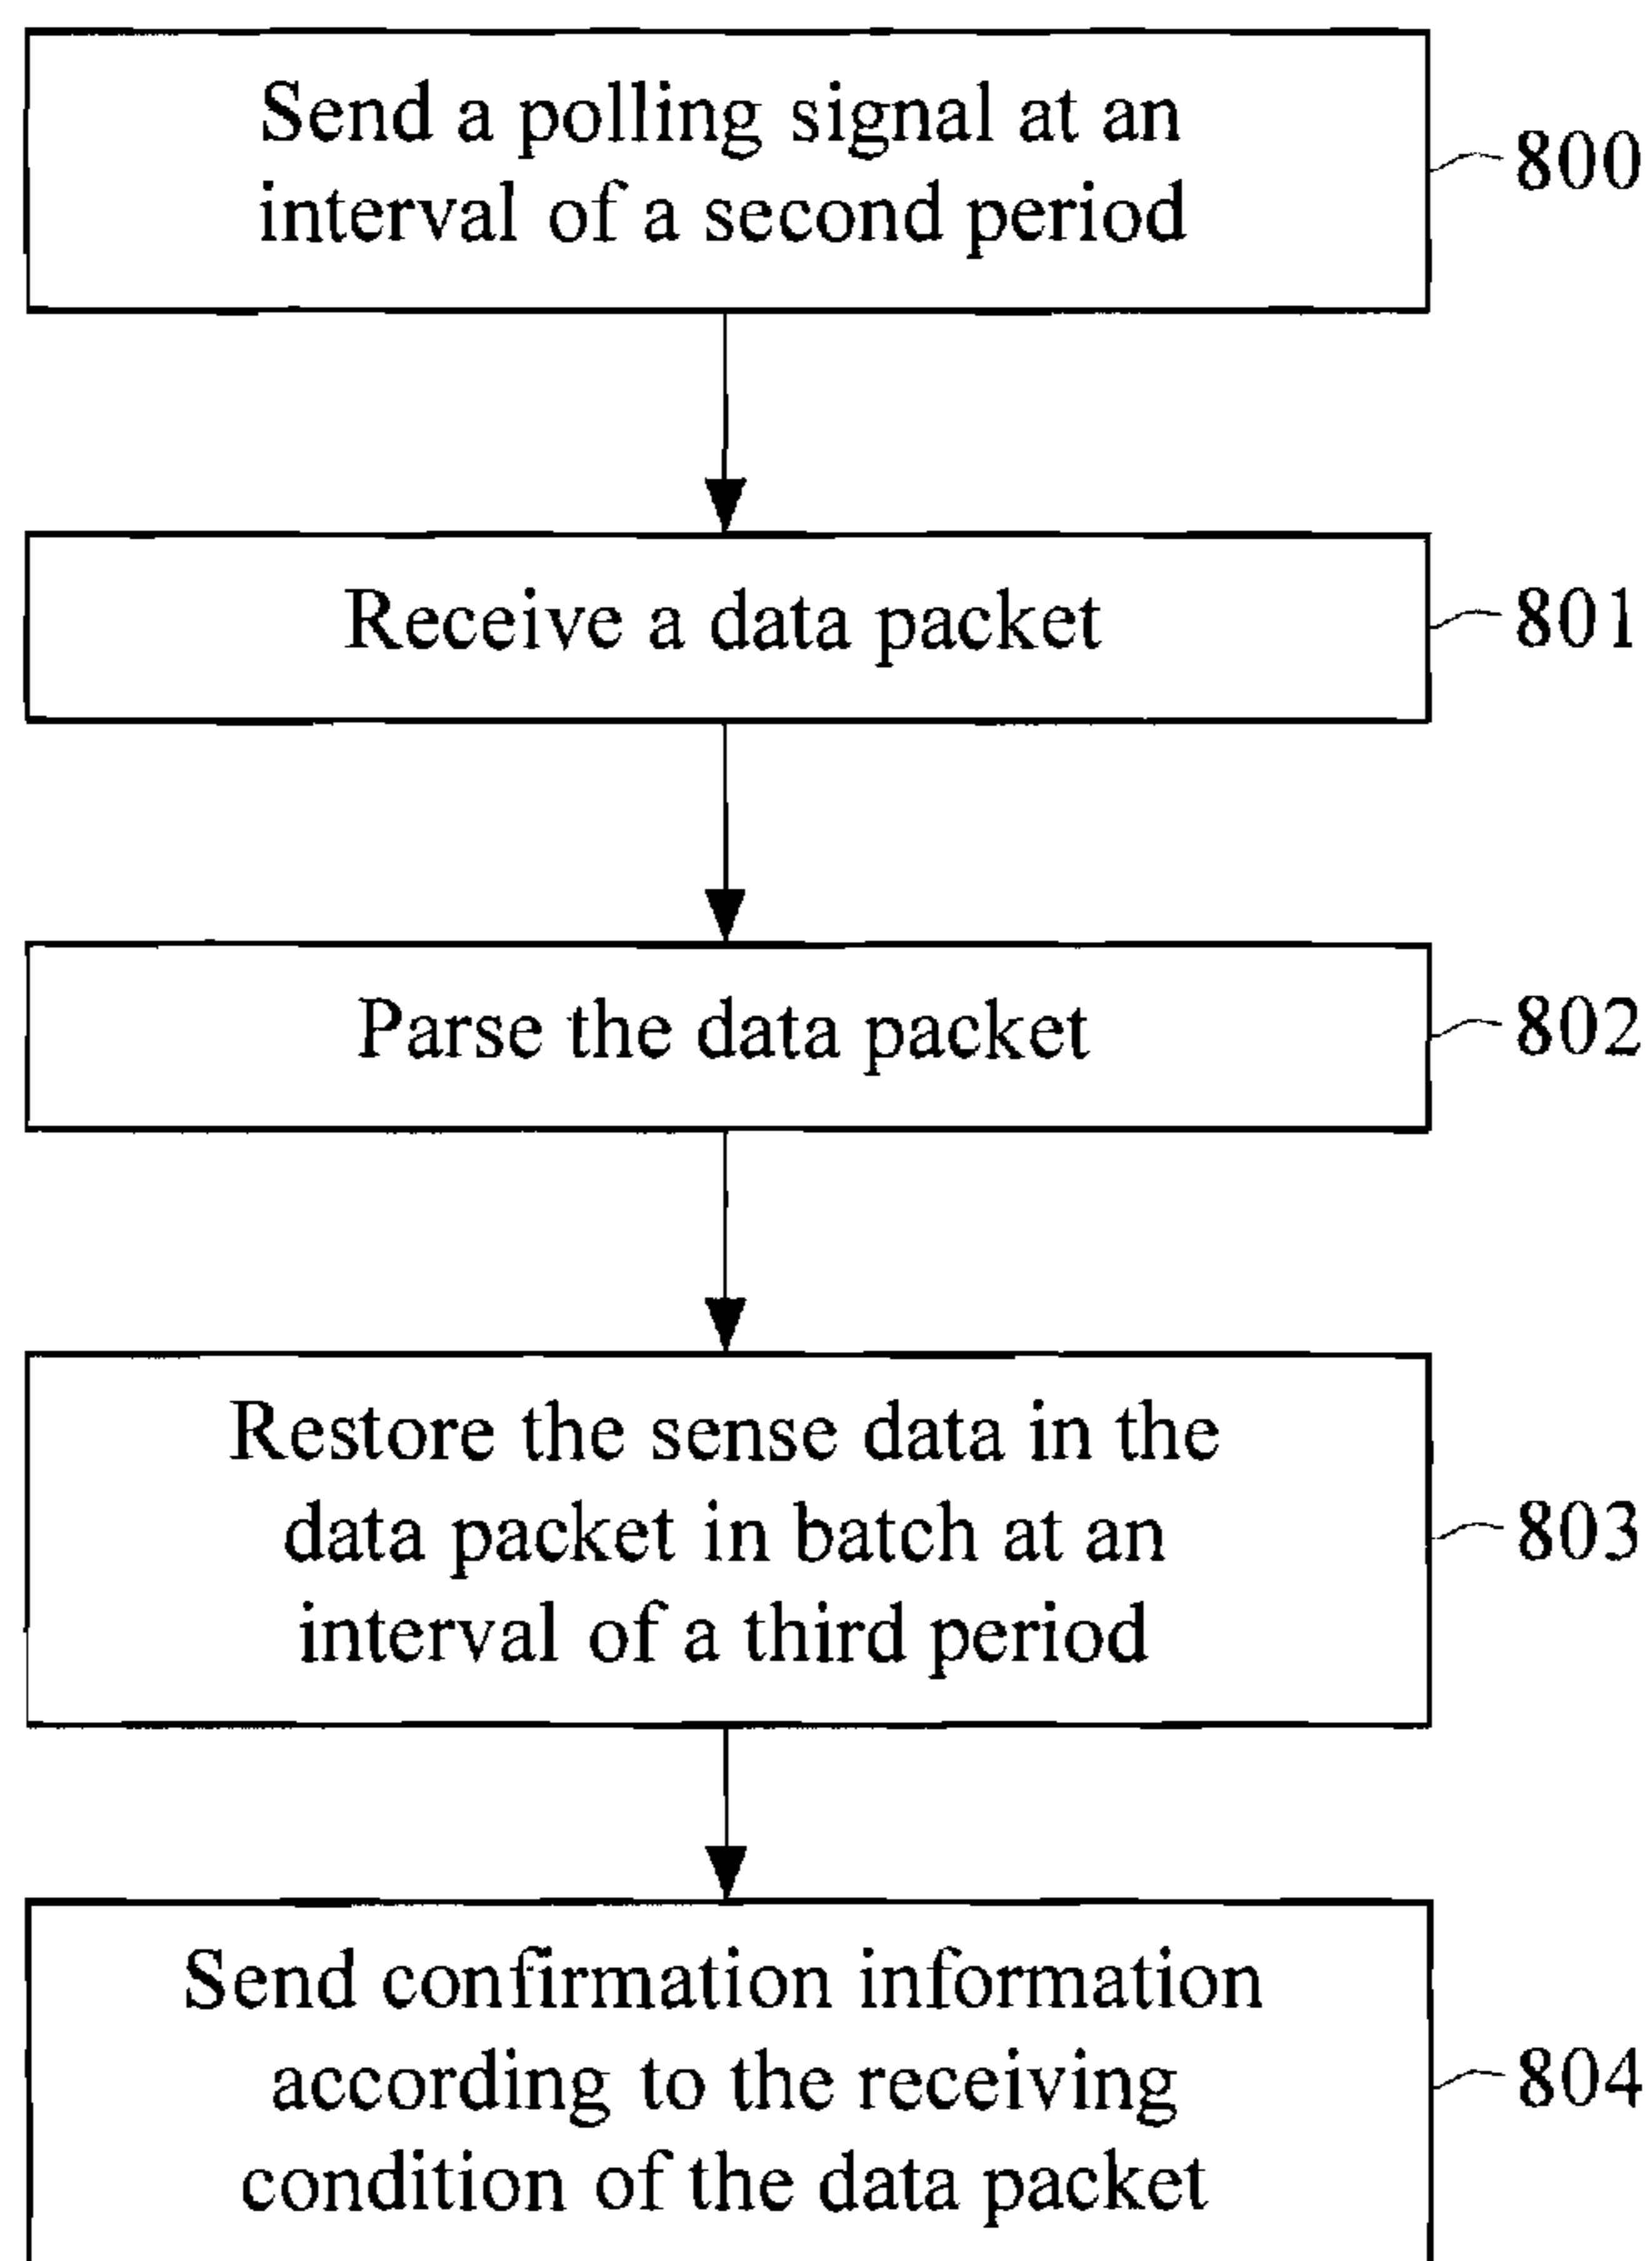 Send a polling signal at an
interval of a second period
800
Receive a data packet
801
Parse the data packet
802
Restore the sense data in the
data packet in batch at an
interval of a third period
803
Send confirmation information
according to the receiving
condition of the data packet
804